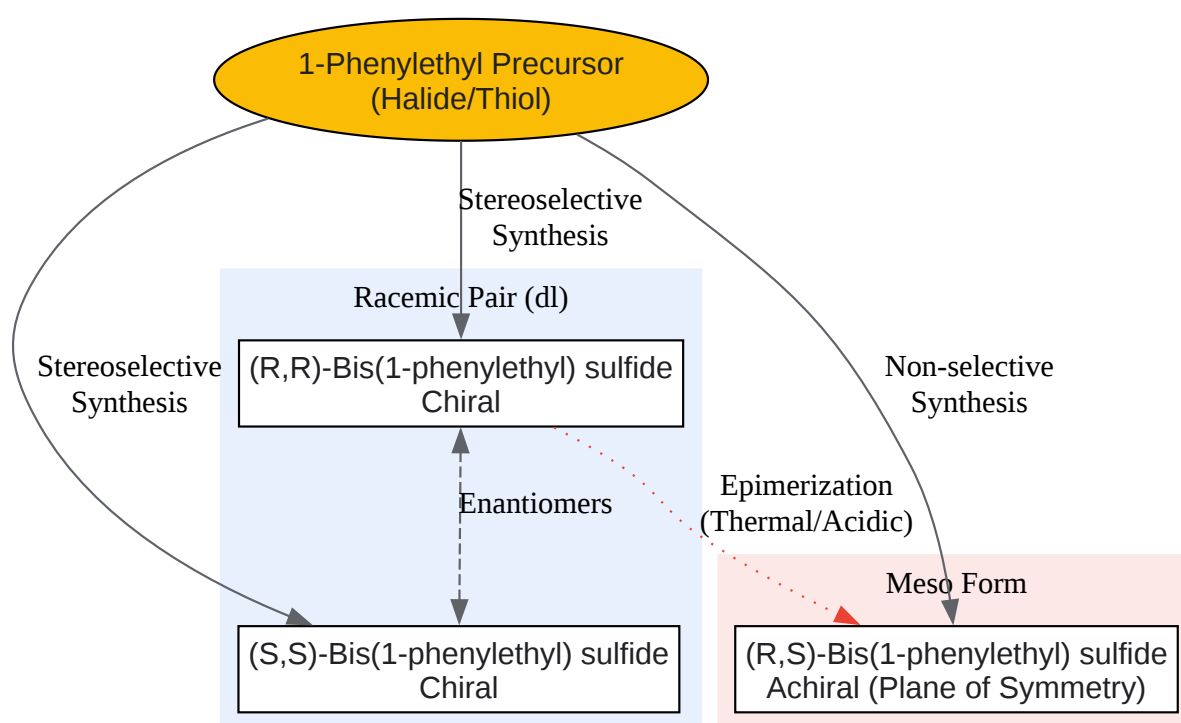 1-Phenylethyl Precursor
(Halide/Thiol)
Stereoselective
Synthesis
Racemic Pair (dl)
Stereoselective
Synthesis
(R,R)-Bis(1-phenylethyl) sulfide
Chiral
Non-selective
Synthesis
Enantiomers
Epimerization
(Thermal/Acidic)
Meso Form
(S,S)-Bis(1-phenylethyl) sulfide
Chiral
(R,S)-Bis(1-phenylethyl) sulfide
Achiral (Plane of Symmetry)